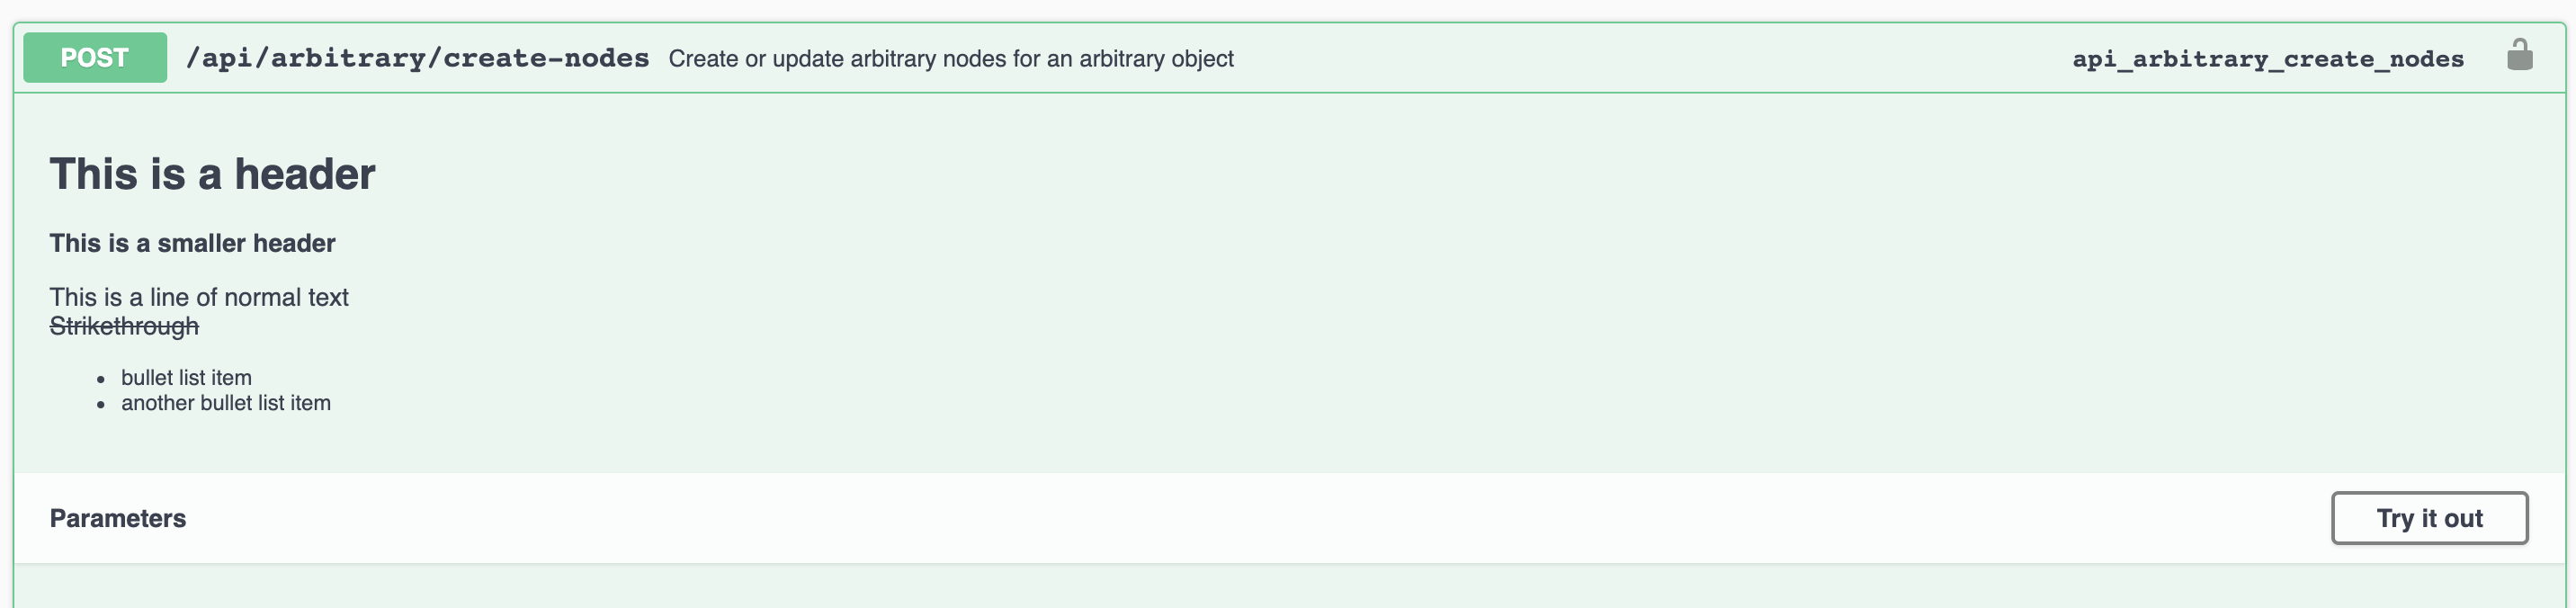 POST /api/arbitrary/create-nodes Create or update arbitrary nodes for an arbitrary object api_arbitrary_create_nodes
This is a header
This is a smaller header
This is a line of normal text
Strikethrough
• bullet list item
• another bullet list item
Parameters Try it out